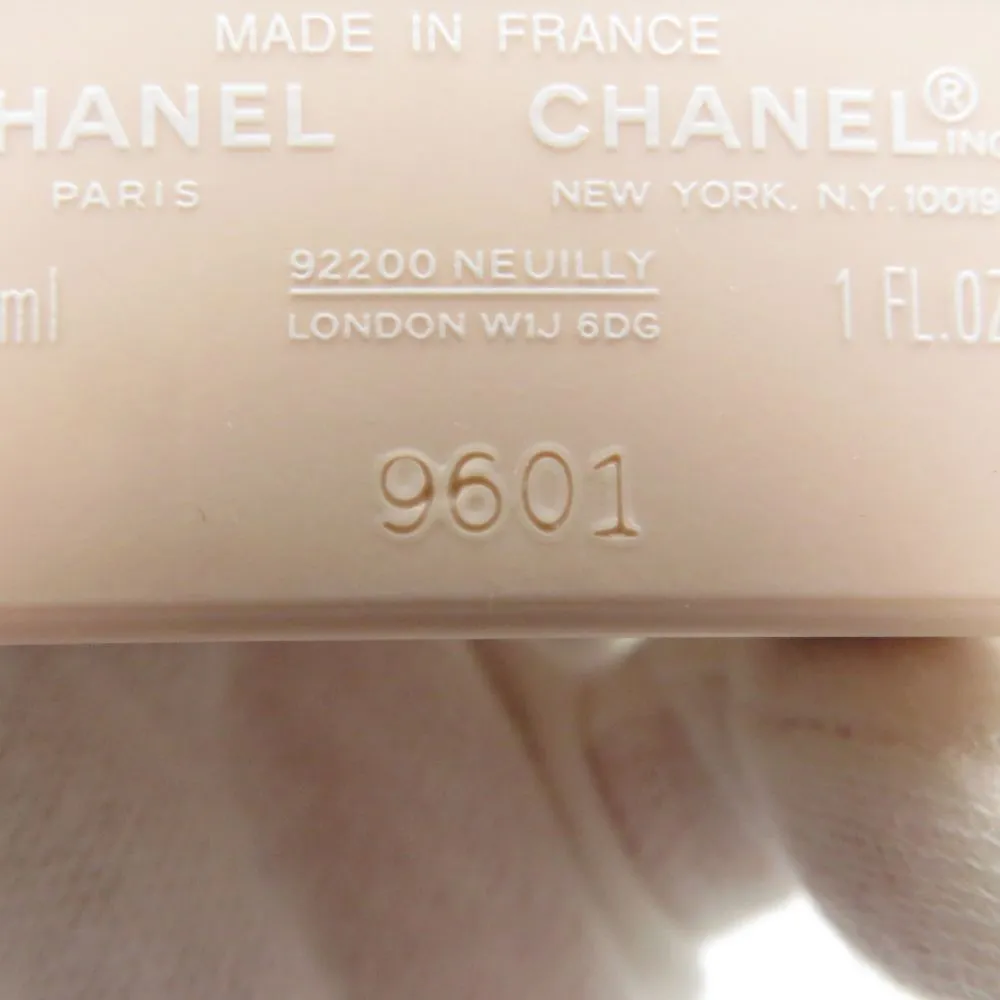 MADE IN FRANCE
HANEL CHANEL®INC
PARIS NEW YORK, N.Y. 10019
92200 NEUILLY
ml 1 FL.OZ
LONDON W1J 6DG
9601